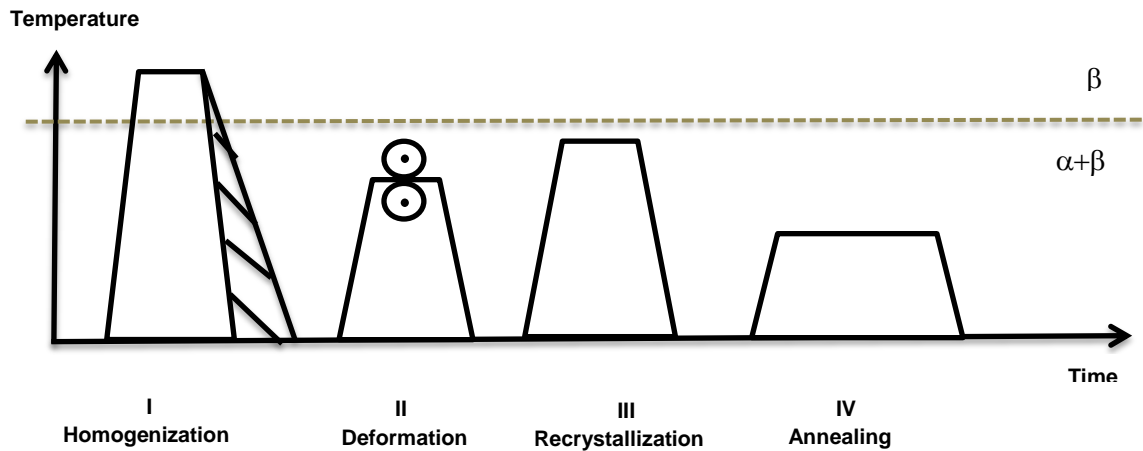 Temperature
β
α+β
Time
I
II
III
IV
Homogenization
Deformation
Recrystallization
Annealing